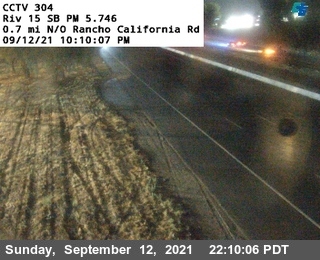 CCTV 304
Riv 15 SB PM 5.746
0.7 mi N/O Rancho California Rd
09/12/21 10:10:07 PM
Sunday, September 12, 2021 22:10:06 PDT